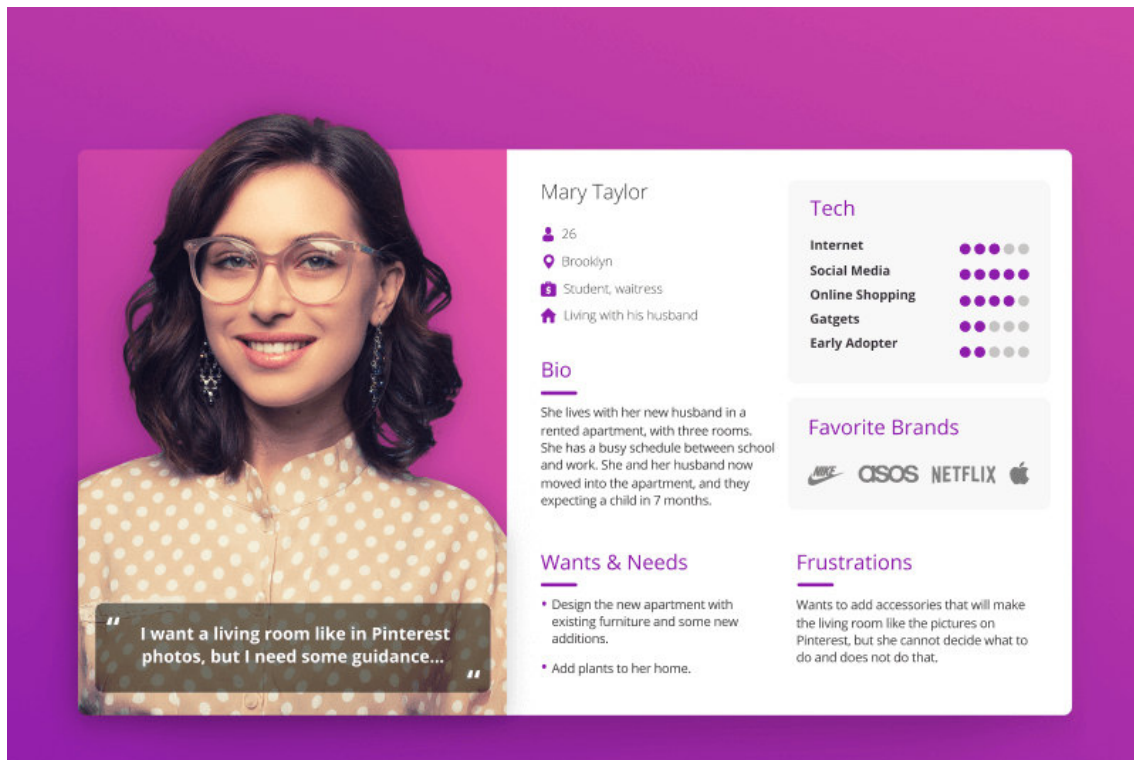 Mary Taylor
26
Brooklyn
Student, waitress
Living with his husband
Bio
She lives with her new husband in a
rented apartment, with three rooms.
She has a busy schedule between school
and work. She and her husband now
moved into the apartment, and they
expecting a child in 7 months.
Tech
Internet
Social Media
Online Shopping
Gatgets
Early Adopter
Favorite Brands
NIKE asos NETFLIX
Wants & Needs
• Design the new apartment with
existing furniture and some new
additions.
• Add plants to her home.
Frustrations
Wants to add accessories that will make
the living room like the pictures on
Pinterest, but she cannot decide what to
do and does not do that.
“ I want a living room like in Pinterest
photos, but I need some guidance... ”